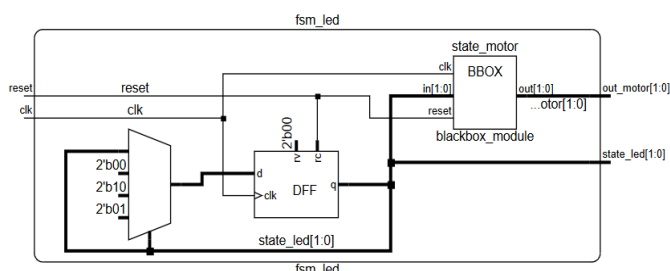 fsm_led
state_motor
clk
BBOX
in[1:0]
out[1:0]
out_motor[1:0]
reset
reset
...otor[1:0]
clk
clk
reset
blackbox_module
2'b00
rv
rc
state_led[1:0]
2'b00
2'b10
2'b01
d
DFF
q
clk
state_led[1:0]
fsm_led